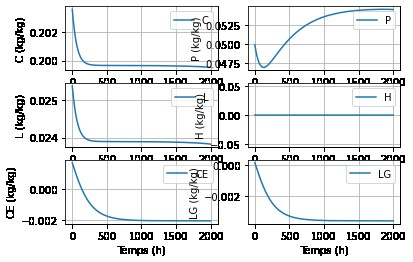 C (kg/kg)
0.202
0.200
C
P (kg/kg)
0.0525
0.0500
0.0475
P
0 500 1000 1500 2000
0 500 1000 1500 2000
L (kg/kg)
0.025
0.024
L
H (kg/kg)
0.05
0.00
−0.05
H
0 500 1000 1500 2000
0 500 1000 1500 2000
CE (kg/kg)
0.000
−0.002
CE
LG (kg/kg)
0.000
−0.002
LG
0 500 1000 1500 2000
0 500 1000 1500 2000
Temps (h)
Temps (h)